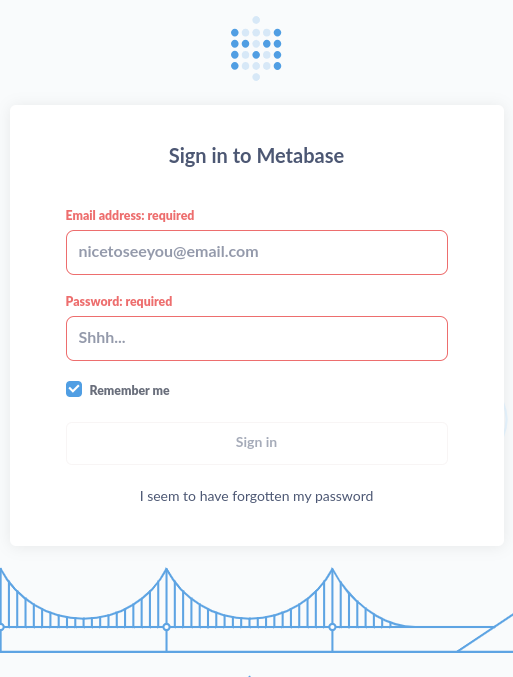 Sign in to Metabase
Email address: required
nicetoseeyou@email.com
Password: required
Shhh...
Remember me
Sign in
I seem to have forgotten my password